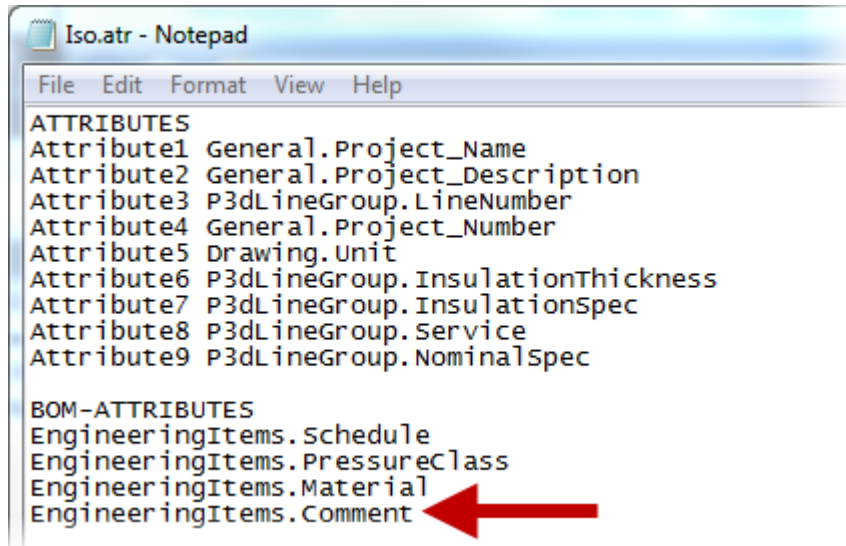 Iso.atr - Notepad
File Edit Format View Help
ATTRIBUTES
Attribute1 General.Project_Name
Attribute2 General.Project_Description
Attribute3 P3dLineGroup.LineNumber
Attribute4 General.Project_Number
Attribute5 Drawing.Unit
Attribute6 P3dLineGroup.InsulationThickness
Attribute7 P3dLineGroup.InsulationSpec
Attribute8 P3dLineGroup.Service
Attribute9 P3dLineGroup.NominalSpec
BOM-ATTRIBUTES
EngineeringItems.Schedule
EngineeringItems.PressureClass
EngineeringItems.Material
EngineeringItems.Comment